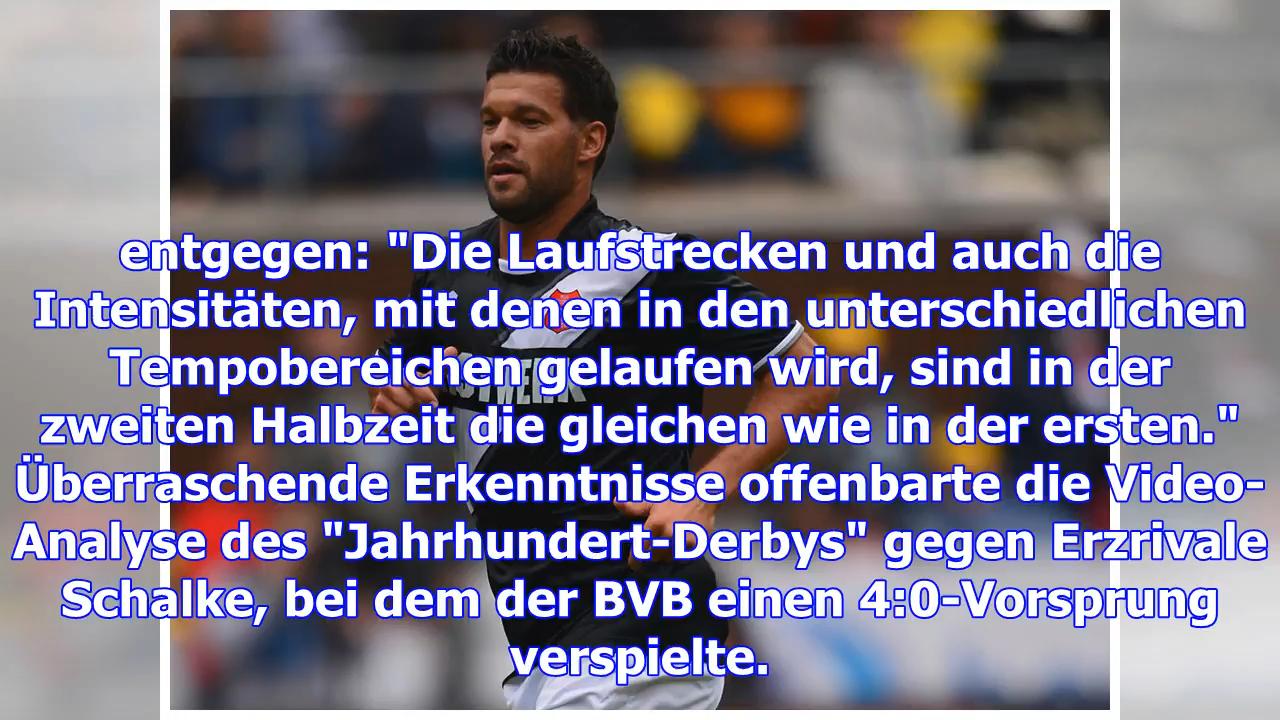 entgegen: "Die Laufstrecken und auch die
Intensitäten, mit denen in den unterschiedlichen
Tempobereichen gelaufen wird, sind in der
zweiten Halbzeit die gleichen wie in der ersten."
Überraschende Erkenntnisse offenbarte die Video-
Analyse des "Jahrhundert-Derbys" gegen Erzrivale
Schalke, bei dem der BVB einen 4:0-Vorsprung
verspielte.